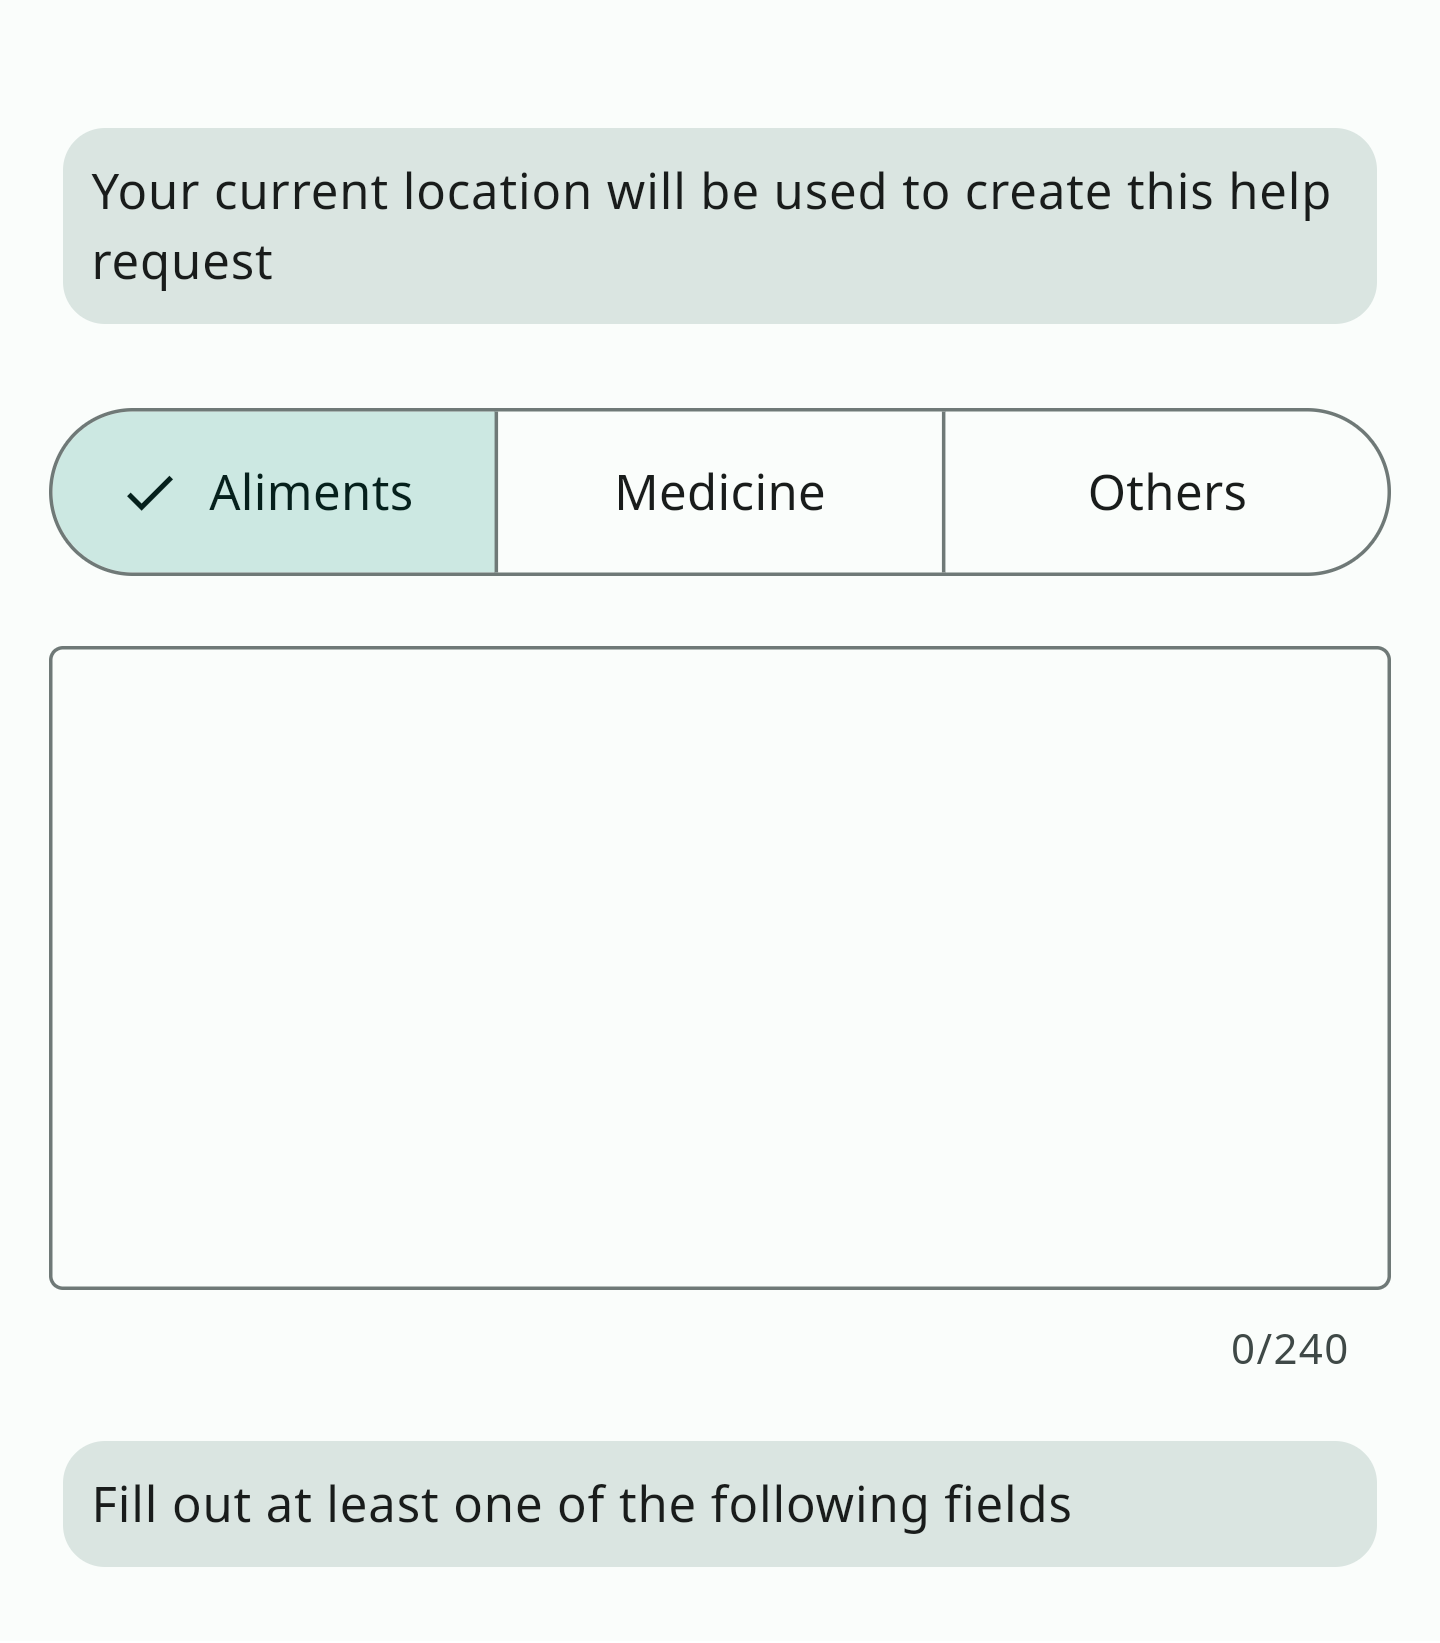 Your current location will be used to create this help
request
Aliments
Medicine
Others
0/240
Fill out at least one of the following fields